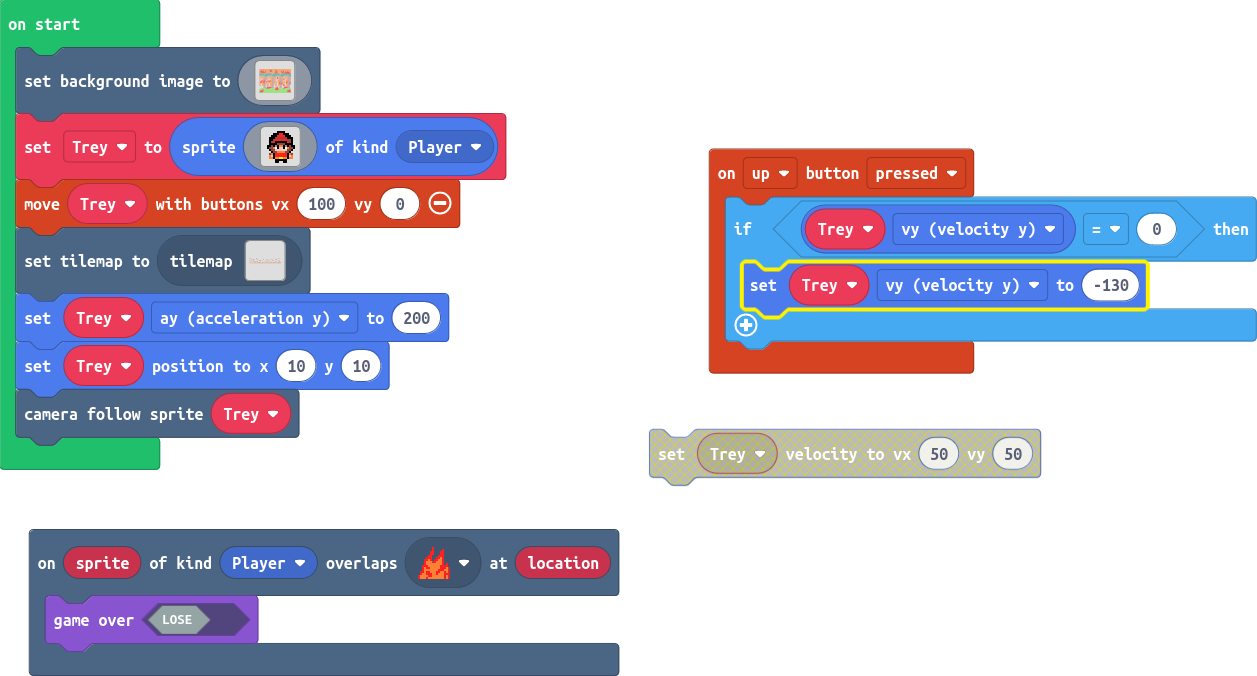 on start
set background image to
set Trey to sprite of kind Player
move Trey with buttons vx 100 vy 0
set tilemap to tilemap
set Trey ay (acceleration y) to 200
set Trey position to x 10 y 10
camera follow sprite Trey
on up button pressed
if Trey vy (velocity y) = 0 then
set Trey vy (velocity y) to -130
set Trey velocity to vx 50 vy 50
on sprite of kind Player overlaps at location
game over LOSE